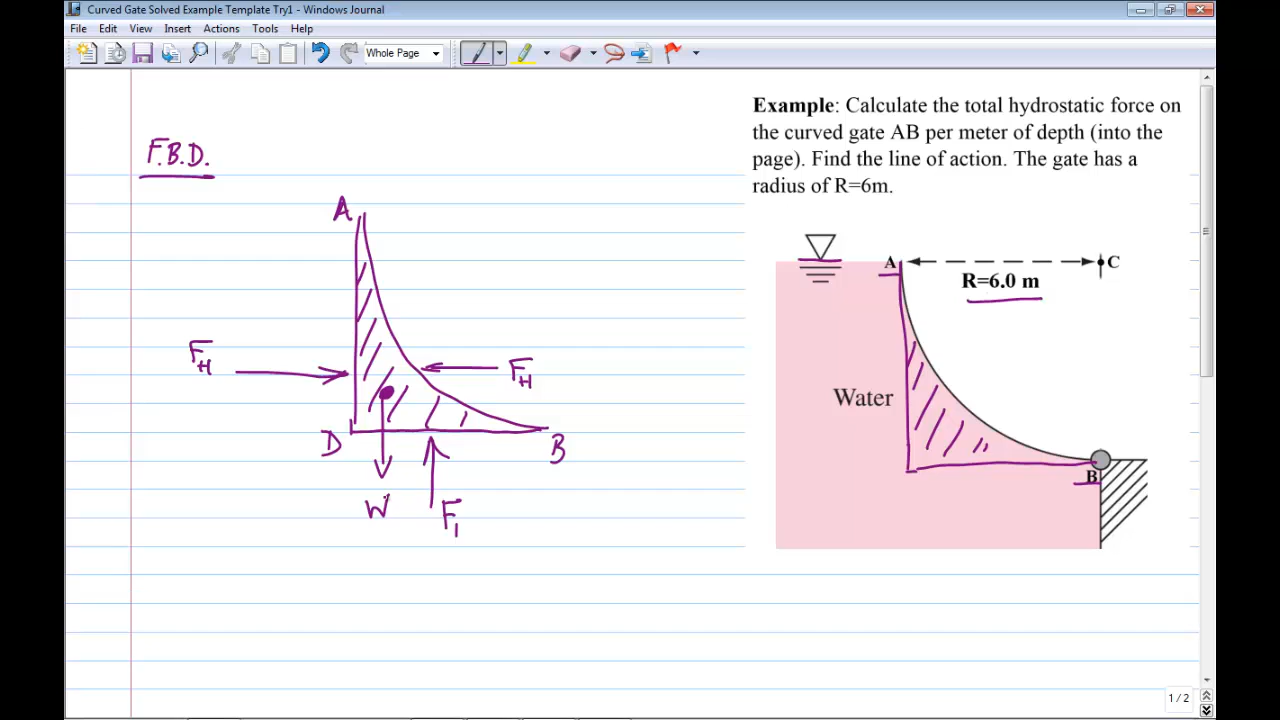 Curved Gate Solved Example Template Try1 - Windows Journal
File Edit View Insert Actions Tools Help
Whole Page
F.B.D.
A
F_H
F_H
D
B
W
F_1
Example: Calculate the total hydrostatic force on
the curved gate AB per meter of depth (into the
page). Find the line of action. The gate has a
radius of R=6m.
A
C
R=6.0 m
Water
B
1 / 2